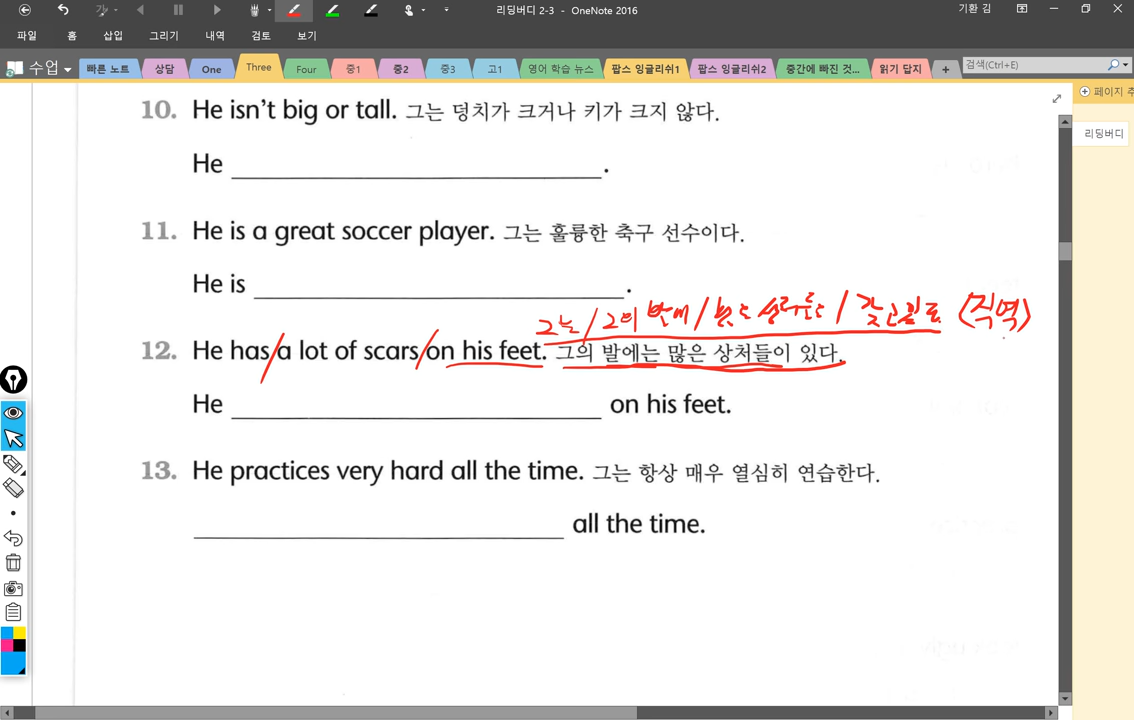 리딩버디 2-3 - OneNote 2016
기환 김
파일 홈 삽입 그리기 내역 검토 보기
수업 빠른 노트 상담 One Three Four 중1 중2 중3 고1 영어 학습 뉴스 팝스 잉글리쉬1 팝스 잉글리쉬2 중간에 빠진 것... 읽기 답지 + 검색(Ctrl+E)
페이지 추
리딩버디
10. He isn't big or tall. 그는 덩치가 크거나 키가 크지 않다.
He .
11. He is a great soccer player. 그는 훌륭한 축구 선수이다.
He is .
그는 / 그의 발에 / 많은 상처들을 / 갖고있다. (직역)
12. He has / a lot of scars / on his feet. 그의 발에는 많은 상처들이 있다.
He on his feet.
13. He practices very hard all the time. 그는 항상 매우 열심히 연습한다.
all the time.